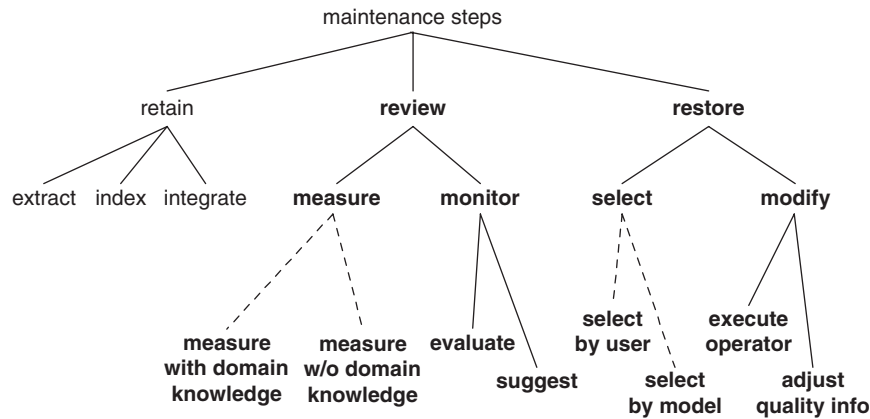 maintenance steps
retain
review
restore
extract
index
integrate
measure
monitor
select
modify
measure
with domain
knowledge
measure
w/o domain
knowledge
evaluate
suggest
select
by user
select
by model
execute
operator
adjust
quality info